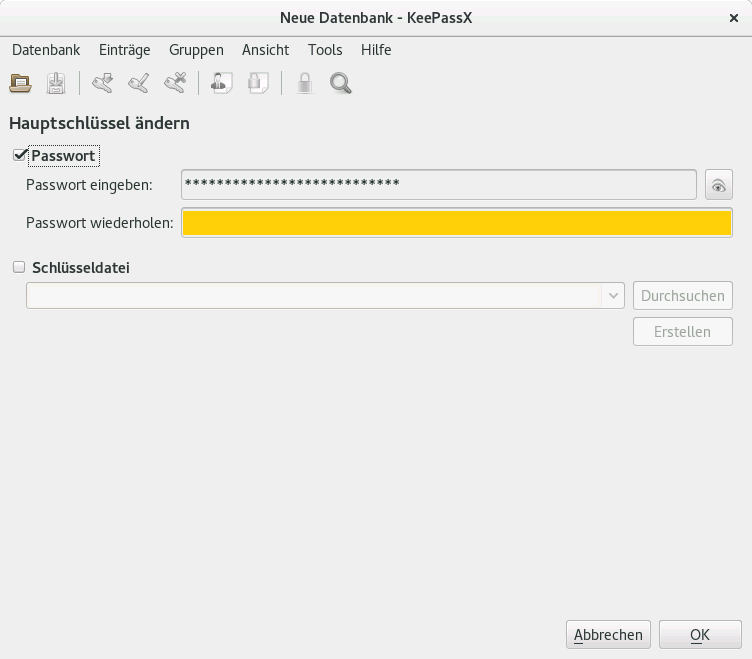 Neue Datenbank - KeePassX
Datenbank Einträge Gruppen Ansicht Tools Hilfe
Hauptschlüssel ändern
Passwort
Passwort eingeben: ***************************
Passwort wiederholen:
Schlüsseldatei
Durchsuchen
Erstellen
Abbrechen OK